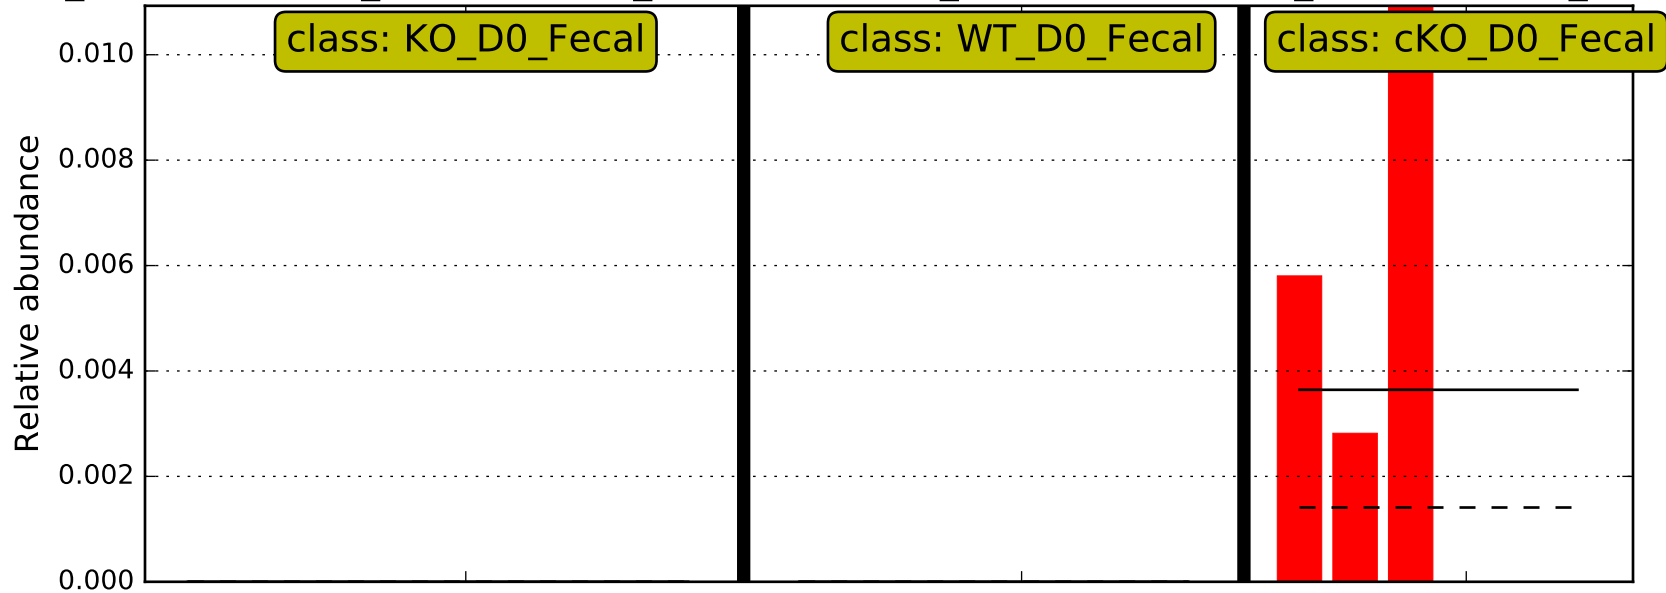 class: KO_D0_Fecal
class: WT_D0_Fecal
class: cKO_D0_Fecal
Relative abundance
0.010
0.008
0.006
0.004
0.002
0.000